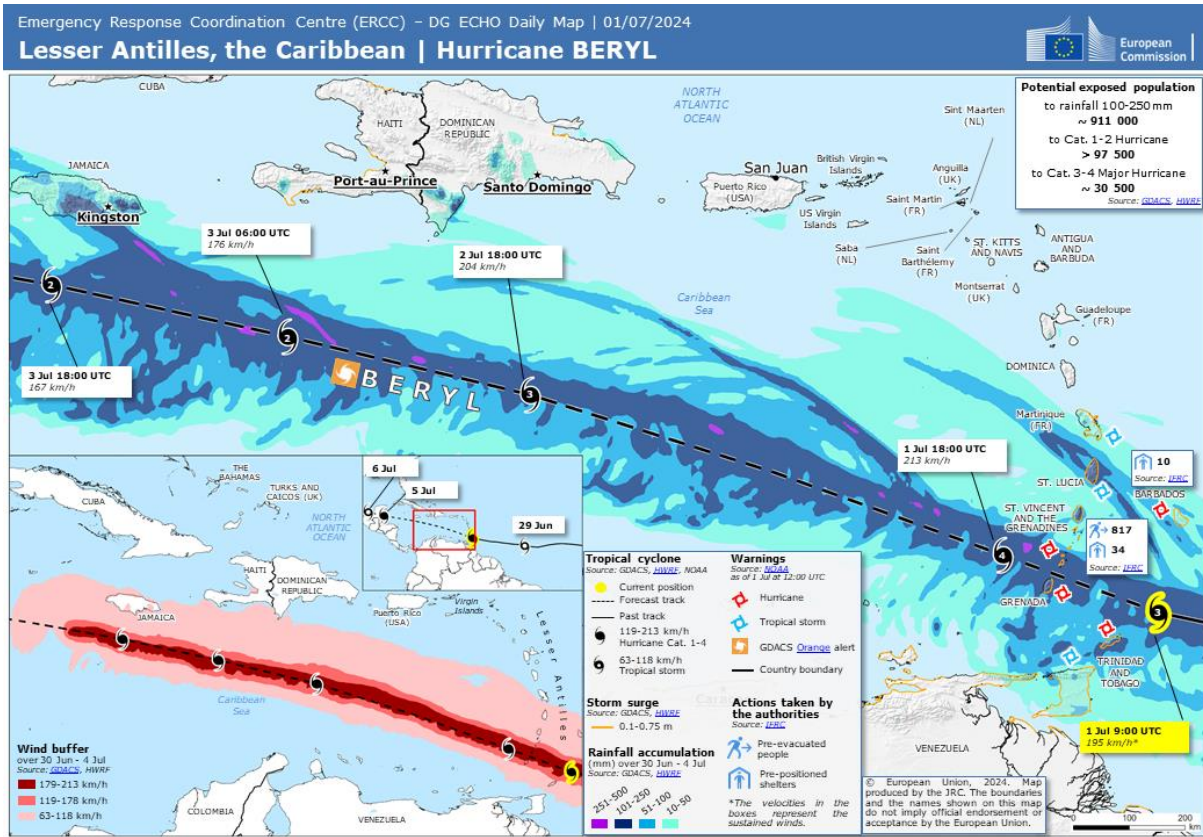 Emergency Response Coordination Centre (ERCC) – DG ECHO Daily Map | 01/07/2024
Lesser Antilles, the Caribbean | Hurricane BERYL
European
Commission
CUBA
HAITI
DOMINICAN
REPUBLIC
NORTH
ATLANTIC
OCEAN
JAMAICA
Kingston
Port-au-Prince
Santo Domingo
San Juan
Puerto Rico
(USA)
British Virgin
Islands
US Virgin
Islands
Sint Maarten
(NL)
Anguilla
(UK)
Saint Martin
(FR)
Saba
(NL)
Saint
Barthélemy
(FR)
ST. KITTS
AND NAVIS
ANTIGUA
AND
BARBUDA
Montserrat
(UK)
Guadeloupe
(FR)
DOMINICA
Martinique
(FR)
ST. LUCIA
BARBADOS
ST. VINCENT
AND THE
GRENADINES
GRENADA
TRINIDAD
AND
TOBAGO
VENEZUELA
Caribbean
Sea
Potential exposed population
to rainfall 100-250 mm
~ 911 000
to Cat. 1-2 Hurricane
> 97 500
to Cat. 3-4 Major Hurricane
~ 30 500
Source: GDACS, HWRF
3 Jul 18:00 UTC
167 km/h
2
3 Jul 06:00 UTC
176 km/h
2
BERYL
2 Jul 18:00 UTC
204 km/h
3
1 Jul 18:00 UTC
213 km/h
4
1 Jul 9:00 UTC
195 km/h*
3
10
Source: IFRC
817
34
Source: IFRC
CUBA
THE
BAHAMAS
TURKS AND
CAICOS (UK)
NORTH
ATLANTIC
OCEAN
HAITI
DOMINICAN
REPUBLIC
JAMAICA
Puerto Rico
(USA)
Virgin
Islands
Lesser Antilles
Caribbean
Sea
COLOMBIA
VENEZUELA
6 Jul
5 Jul
29 Jun
Wind buffer
over 30 Jun - 4 Jul
Source: GDACS, HWRF
179-213 km/h
119-178 km/h
63-118 km/h
Tropical cyclone
Source: GDACS, HWRF, NOAA
Current position
Forecast track
Past track
119-213 km/h
Hurricane Cat. 1-4
63-118 km/h
Tropical storm
Storm surge
Source: GDACS, HWRF
0.1-0.75 m
Rainfall accumulation
(mm) over 30 Jun - 4 Jul
Source: GDACS, HWRF
251-500
101-250
51-100
10-50
Warnings
Source: NOAA
as of 1 Jul at 12:00 UTC
Hurricane
Tropical storm
GDACS Orange alert
Country boundary
Actions taken by
the authorities
Source: IFRC
Pre-evacuated
people
Pre-positioned
shelters
*The velocities in the
boxes represent the
sustained winds.
© European Union, 2024. Map
produced by the JRC. The boundaries
and the names shown on this map
do not imply official endorsement or
acceptance by the European Union.
0 100 200